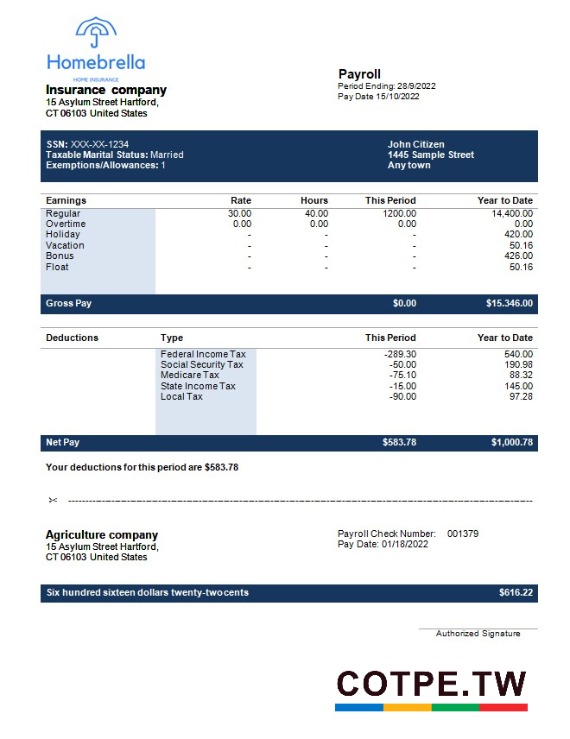 Homebrella
HOME INSURANCE
Insurance company
15 Asylum Street Hartford,
CT 06103 United States
Payroll
Period Ending: 28/9/2022
Pay Date 15/10/2022
SSN: XXX-XX-1234
Taxable Marital Status: Married
Exemptions/Allowances: 1
John Citizen
1445 Sample Street
Any town
Earnings Rate Hours This Period Year to Date
Regular 30.00 40.00 1200.00 14,400.00
Overtime 0.00 0.00 0.00 0.00
Holiday - - - 420.00
Vacation - - - 50.16
Bonus - - - 426.00
Float - - - 50.16
Gross Pay $0.00 $15.346.00
Deductions Type This Period Year to Date
Federal Income Tax -289.30 540.00
Social Security Tax -50.00 190.98
Medicare Tax -75.10 88.32
State Income Tax -15.00 145.00
Local Tax -90.00 97.28
Net Pay $583.78 $1,000.78
Your deductions for this period are $583.78
Agriculture company
15 Asylum Street Hartford,
CT 06103 United States
Payroll Check Number: 001379
Pay Date: 01/18/2022
Six hundred sixteen dollars twenty-two cents $616.22
Authorized Signature
COTPE.TW